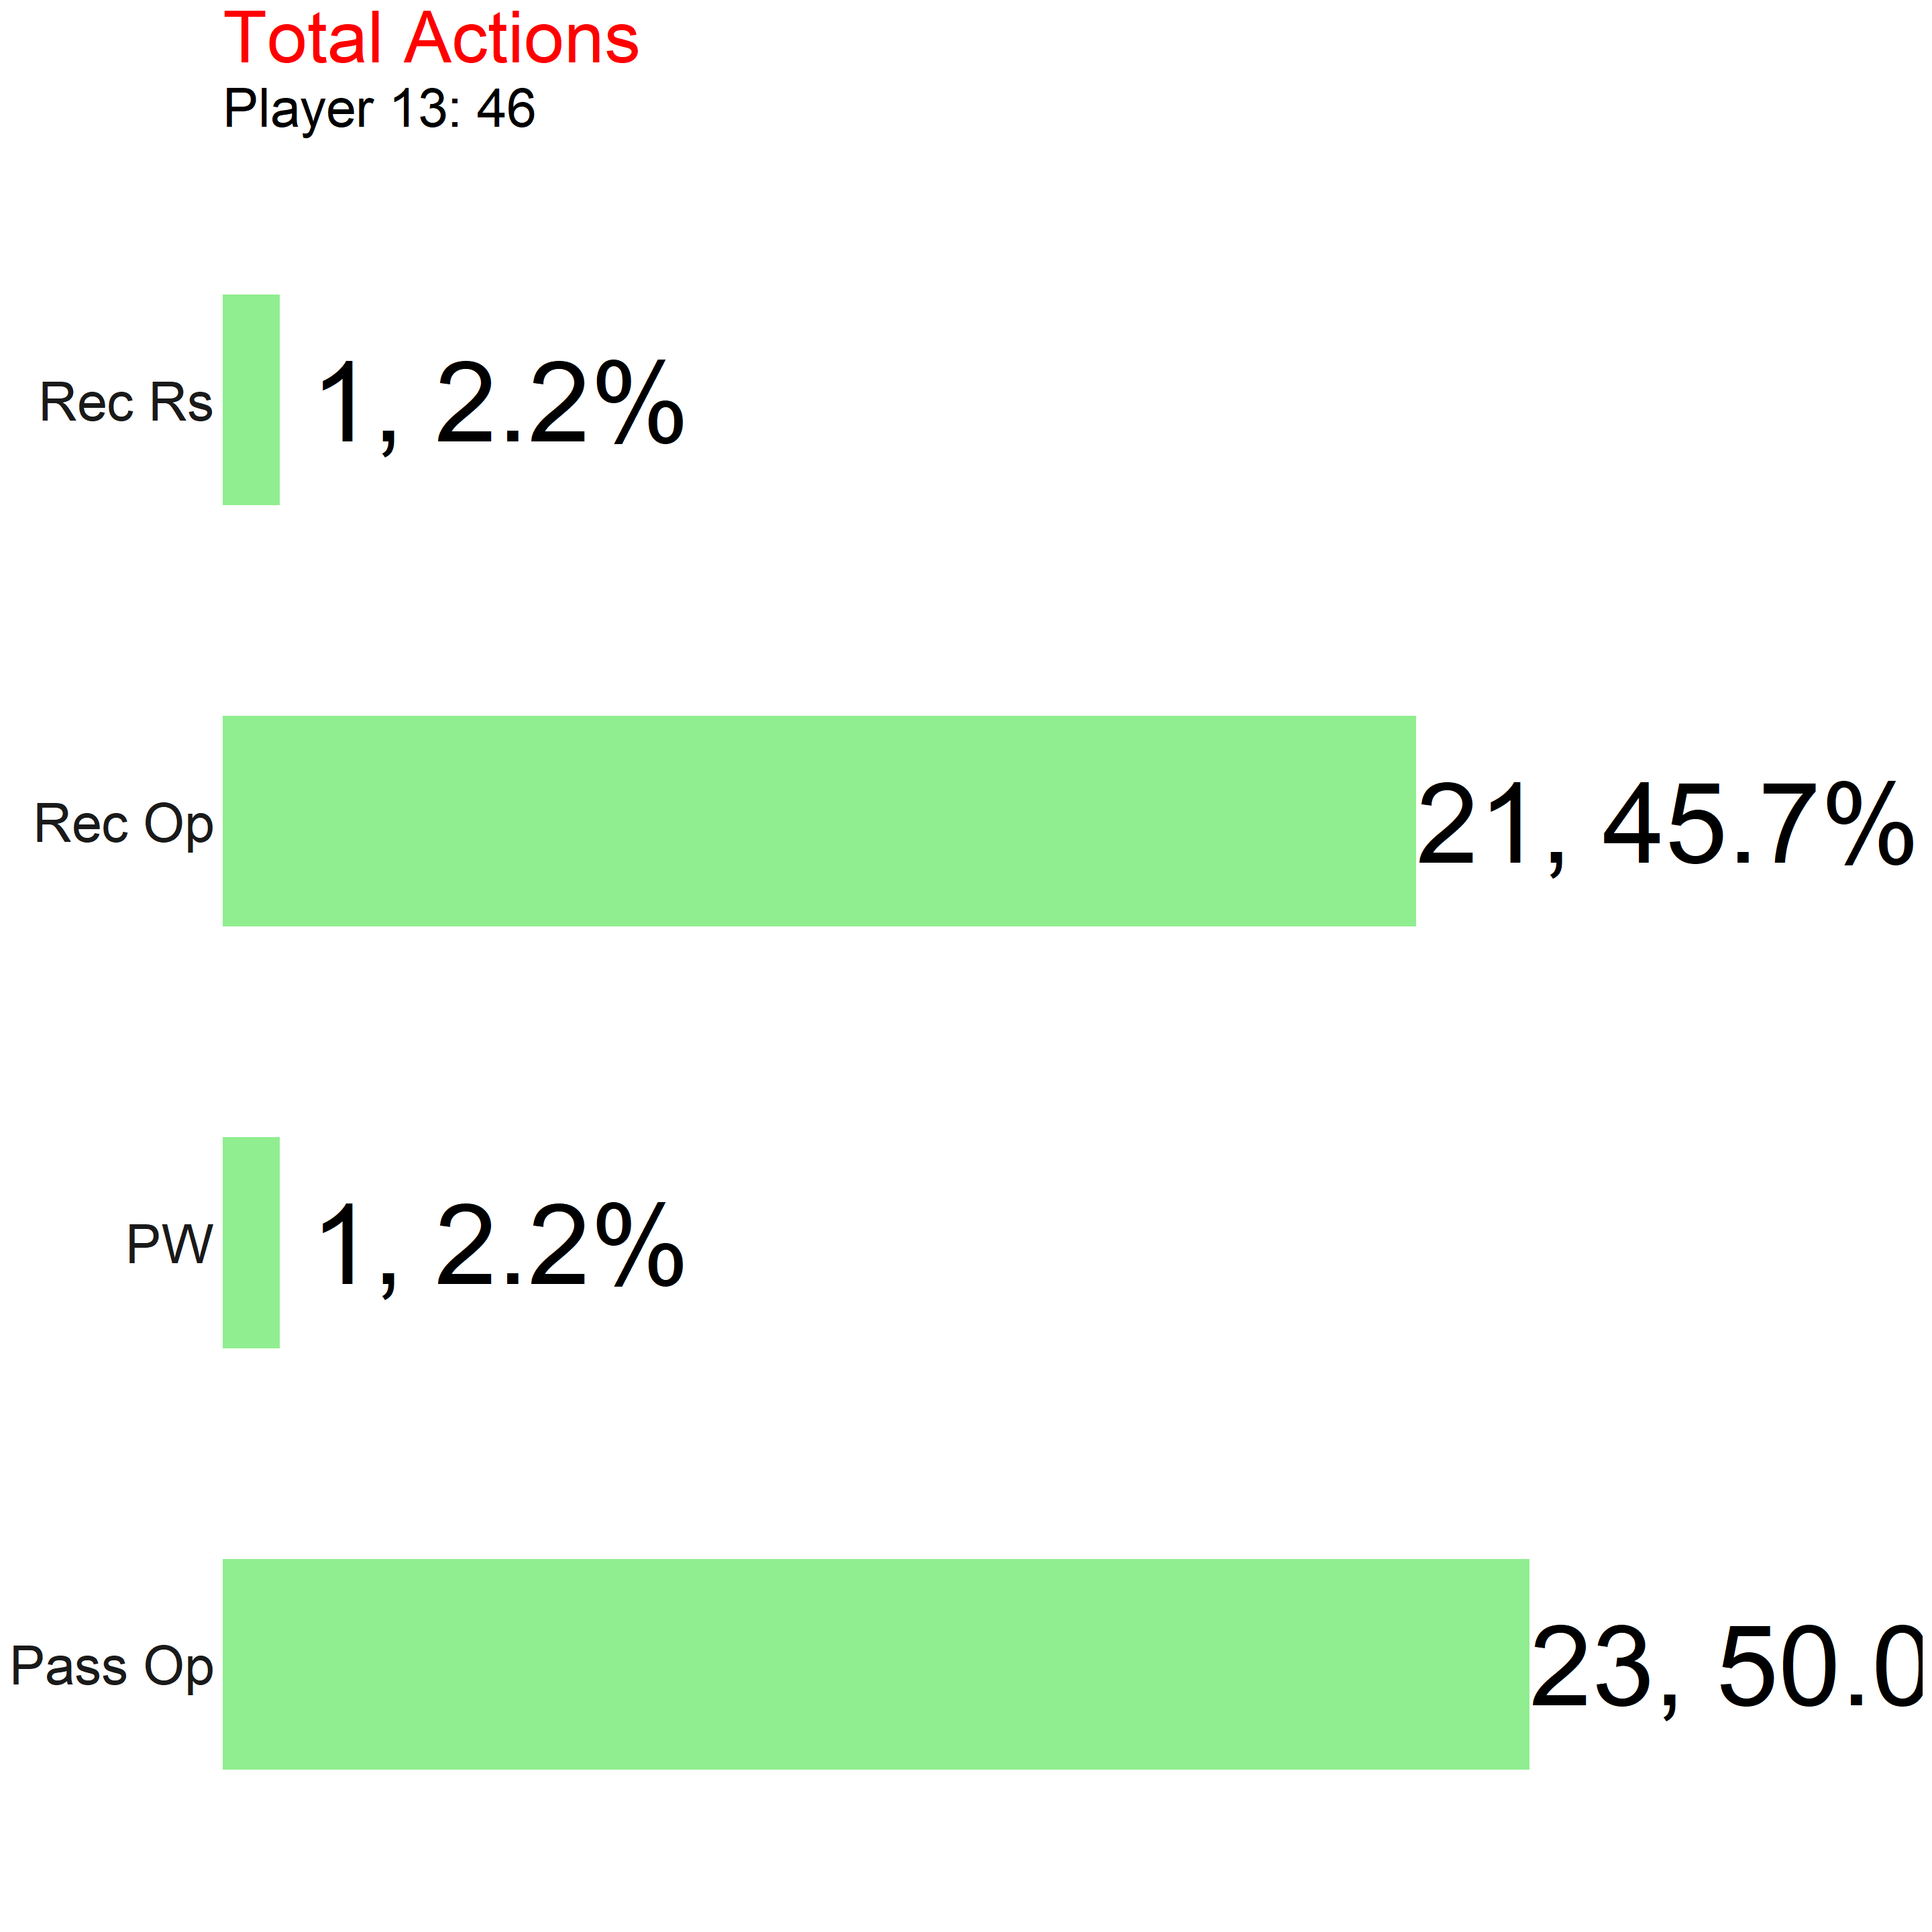 Total Actions
Player 13: 46
Rec Rs 1, 2.2%
Rec Op 21, 45.7%
PW 1, 2.2%
Pass Op 23, 50.0